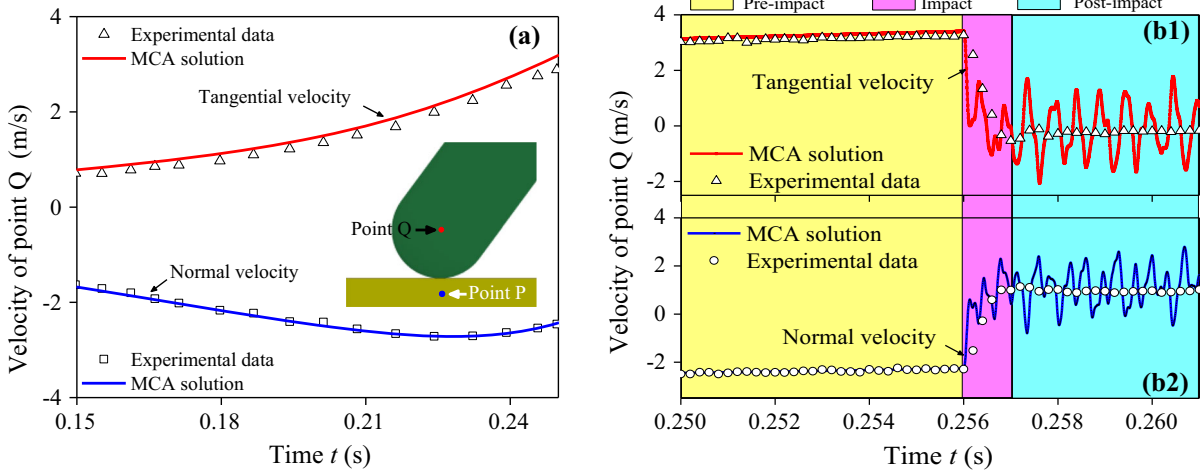 Pre-impact Impact Post-impact
4
2
0
-2
-4
Velocity of point Q (m/s)
(a)
Experimental data
MCA solution
Tangential velocity
Point Q
Point P
Normal velocity
Experimental data
MCA solution
0.15 0.18 0.21 0.24
Time t (s)
4
2
0
-2
Velocity of point Q (m/s)
(b1)
Tangential velocity
MCA solution
Experimental data
4
2
0
-2
MCA solution
Experimental data
Normal velocity
(b2)
0.250 0.252 0.254 0.256 0.258 0.260
Time t (s)